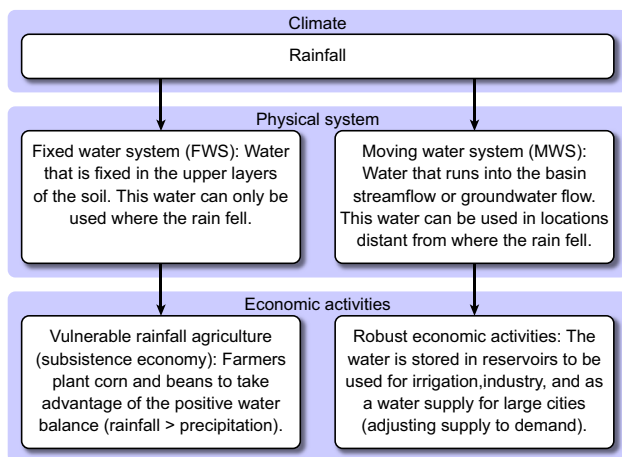 Climate
Rainfall
Physical system
Fixed water system (FWS): Water
that is fixed in the upper layers
of the soil. This water can only be
used where the rain fell.
Moving water system (MWS):
Water that runs into the basin
streamflow or groundwater flow.
This water can be used in locations
distant from where the rain fell.
Economic activities
Vulnerable rainfall agriculture
(subsistence economy): Farmers
plant corn and beans to take
advantage of the positive water
balance (rainfall > precipitation).
Robust economic activities: The
water is stored in reservoirs to be
used for irrigation,industry, and as
a water supply for large cities
(adjusting supply to demand).